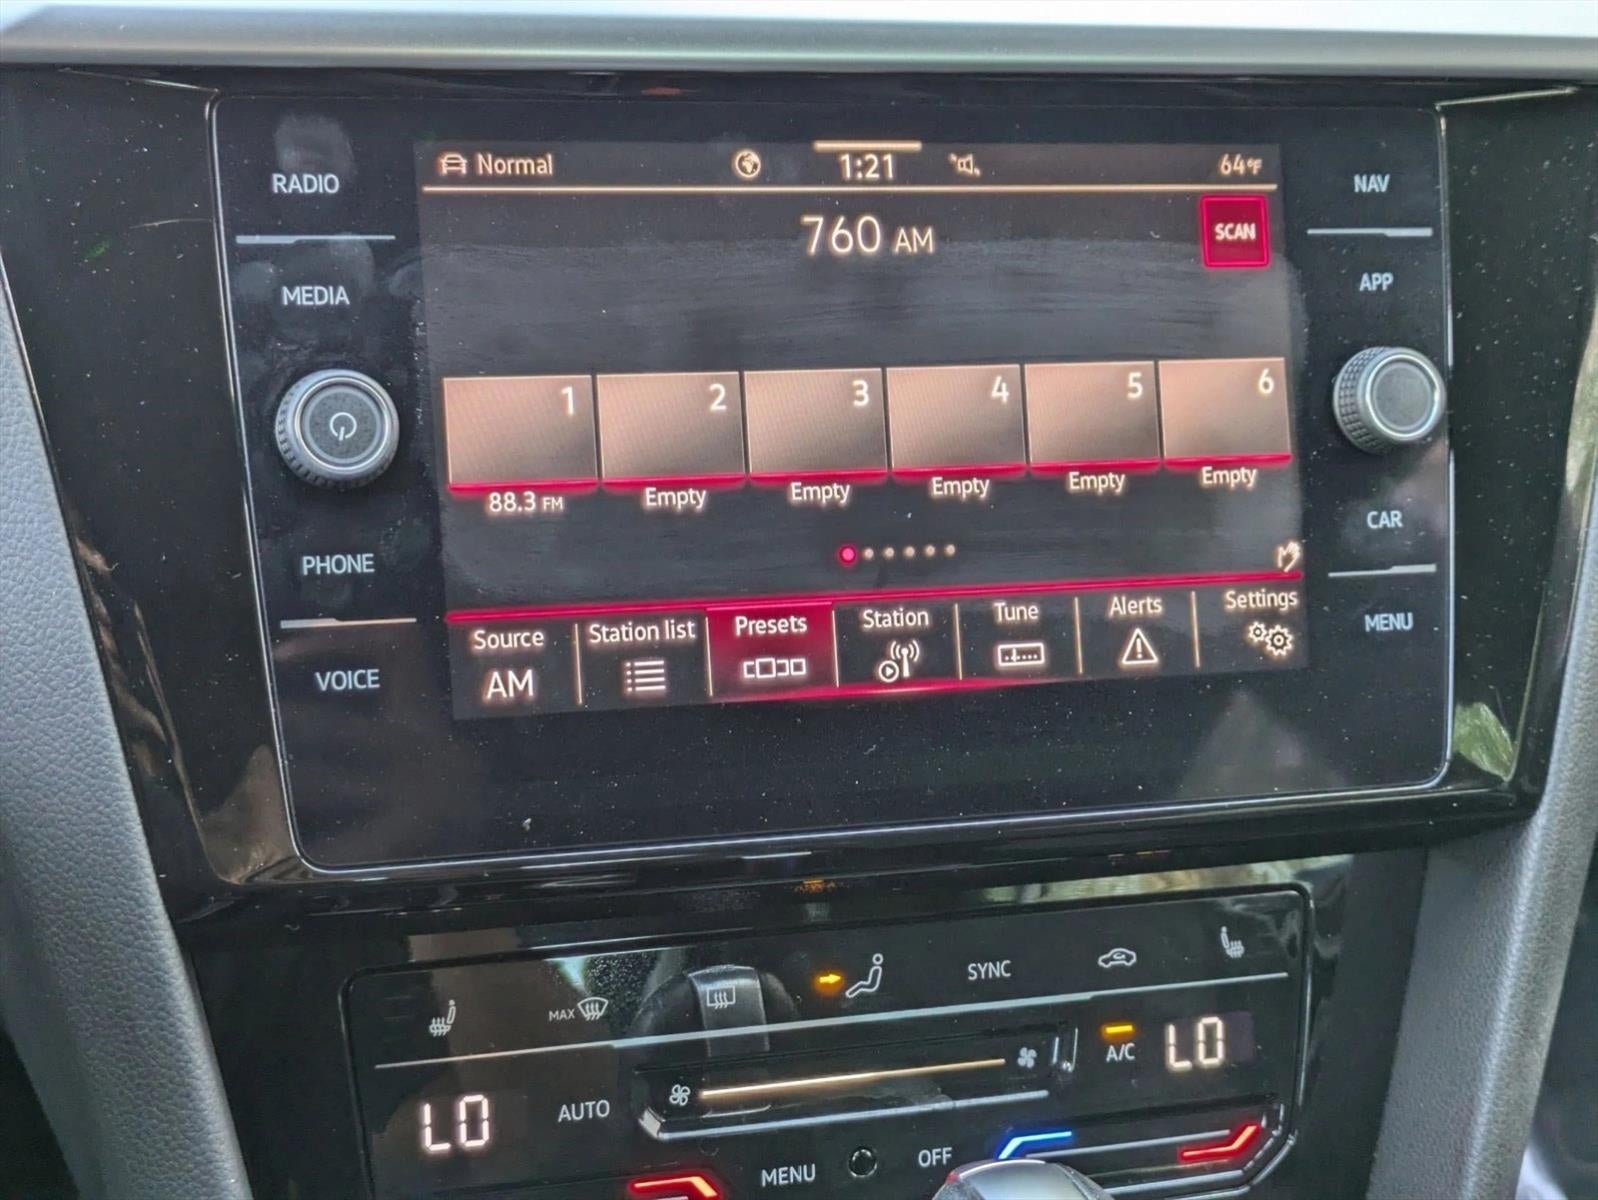 Normal 1:21 64°F
RADIO
NAV
760 AM
SCAN
MEDIA
APP
1 2 3 4 5 6
88.3 FM Empty Empty Empty Empty Empty
CAR
PHONE
Source Station list Presets Station Tune Alerts Settings
AM
MENU
VOICE
MAX SYNC
A/C LO
LO AUTO
MENU OFF